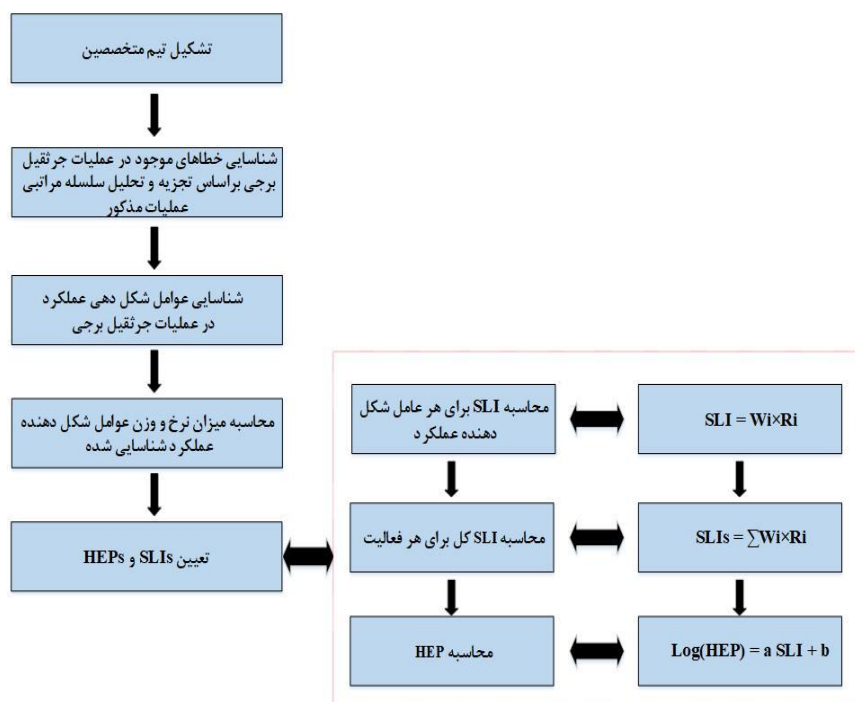 تشکیل تیم متخصصین
شناسایی خطاهای موجود در عملیات جرثقیل
برجی براساس تجزیه و تحلیل سلسله مراتبی
عملیات مذکور
شناسایی عوامل شکل دهی عملکرد
در عملیات جرثقیل برجی
محاسبه میزان نرخ و وزن عوامل شکل دهنده
عملکرد شناسایی شده
تعیین SLIs و HEPs
محاسبه SLI برای هر عامل شکل
دهنده عملکرد
SLI = Wi×Ri
محاسبه SLI کل برای هر فعالیت
SLIs = ∑Wi×Ri
محاسبه HEP
Log(HEP) = a SLI + b